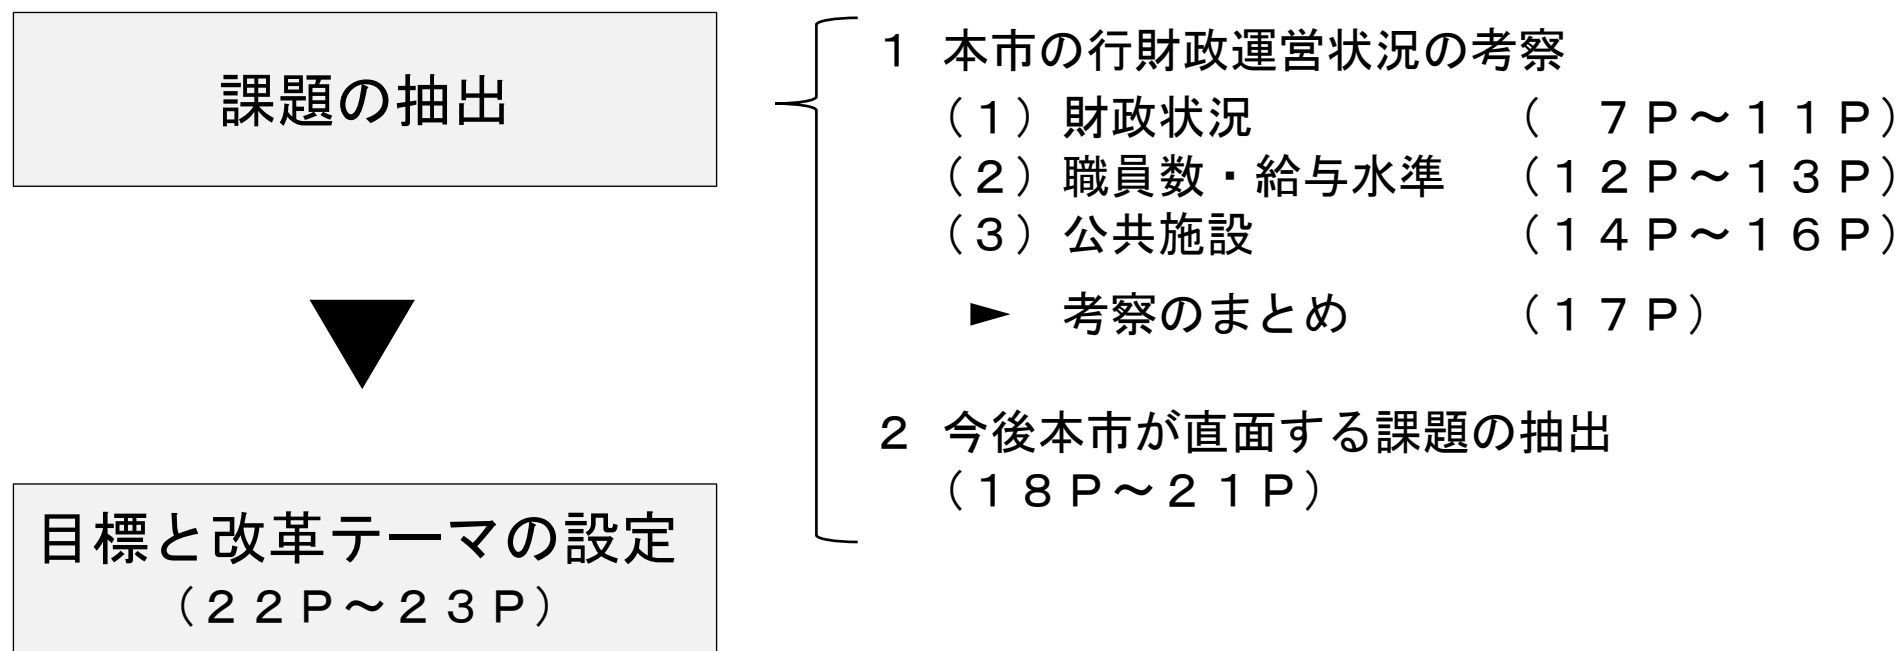 課題の抽出
１ 本市の行財政運営状況の考察
（１）財政状況 （ ７Ｐ～１１Ｐ）
（２）職員数・給与水準 （１２Ｐ～１３Ｐ）
（３）公共施設 （１４Ｐ～１６Ｐ）
► 考察のまとめ （１７Ｐ）
２ 今後本市が直面する課題の抽出
（１８Ｐ～２１Ｐ）
目標と改革テーマの設定
（２２Ｐ～２３Ｐ）